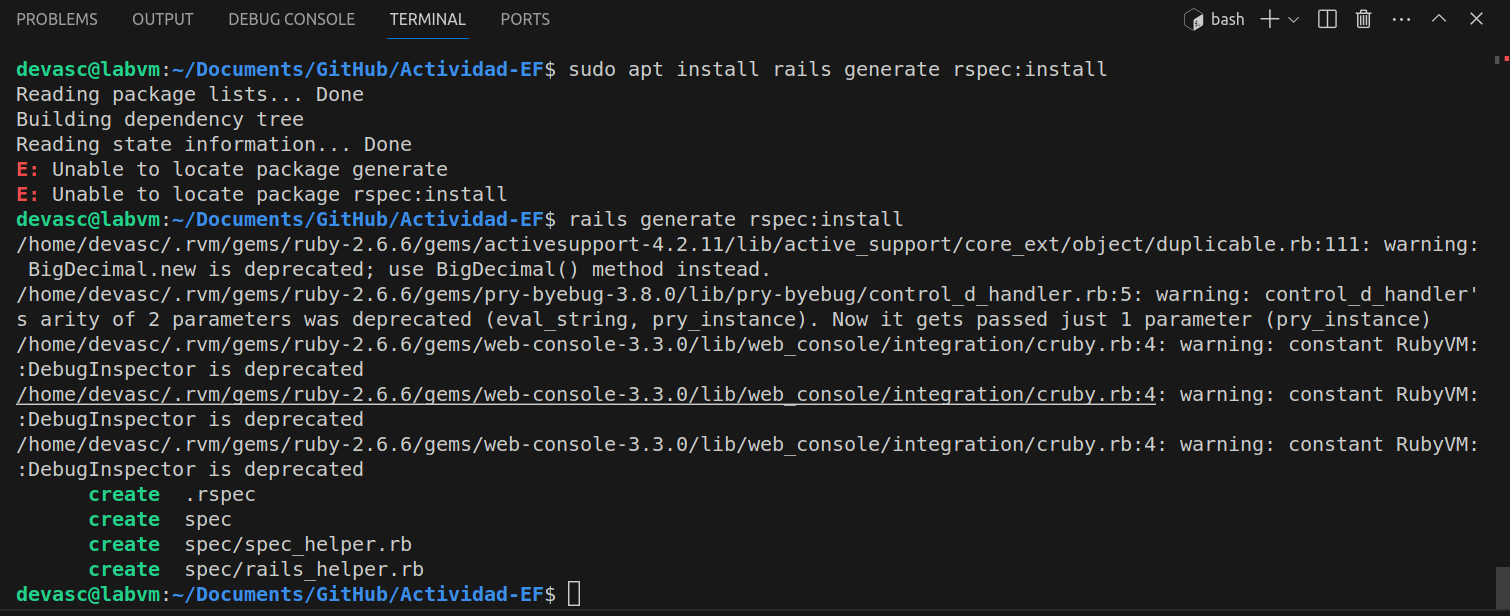 PROBLEMS OUTPUT DEBUG CONSOLE TERMINAL PORTS bash
devasc@labvm:~/Documents/GitHub/Actividad-EF$ sudo apt install rails generate rspec:install
Reading package lists... Done
Building dependency tree
Reading state information... Done
E: Unable to locate package generate
E: Unable to locate package rspec:install
devasc@labvm:~/Documents/GitHub/Actividad-EF$ rails generate rspec:install
/home/devasc/.rvm/gems/ruby-2.6.6/gems/activesupport-4.2.11/lib/active_support/core_ext/object/duplicable.rb:111: warning:
 BigDecimal.new is deprecated; use BigDecimal() method instead.
/home/devasc/.rvm/gems/ruby-2.6.6/gems/pry-byebug-3.8.0/lib/pry-byebug/control_d_handler.rb:5: warning: control_d_handler'
s arity of 2 parameters was deprecated (eval_string, pry_instance). Now it gets passed just 1 parameter (pry_instance)
/home/devasc/.rvm/gems/ruby-2.6.6/gems/web-console-3.3.0/lib/web_console/integration/cruby.rb:4: warning: constant RubyVM:
:DebugInspector is deprecated
/home/devasc/.rvm/gems/ruby-2.6.6/gems/web-console-3.3.0/lib/web_console/integration/cruby.rb:4: warning: constant RubyVM:
:DebugInspector is deprecated
/home/devasc/.rvm/gems/ruby-2.6.6/gems/web-console-3.3.0/lib/web_console/integration/cruby.rb:4: warning: constant RubyVM:
:DebugInspector is deprecated
      create  .rspec
      create  spec
      create  spec/spec_helper.rb
      create  spec/rails_helper.rb
devasc@labvm:~/Documents/GitHub/Actividad-EF$